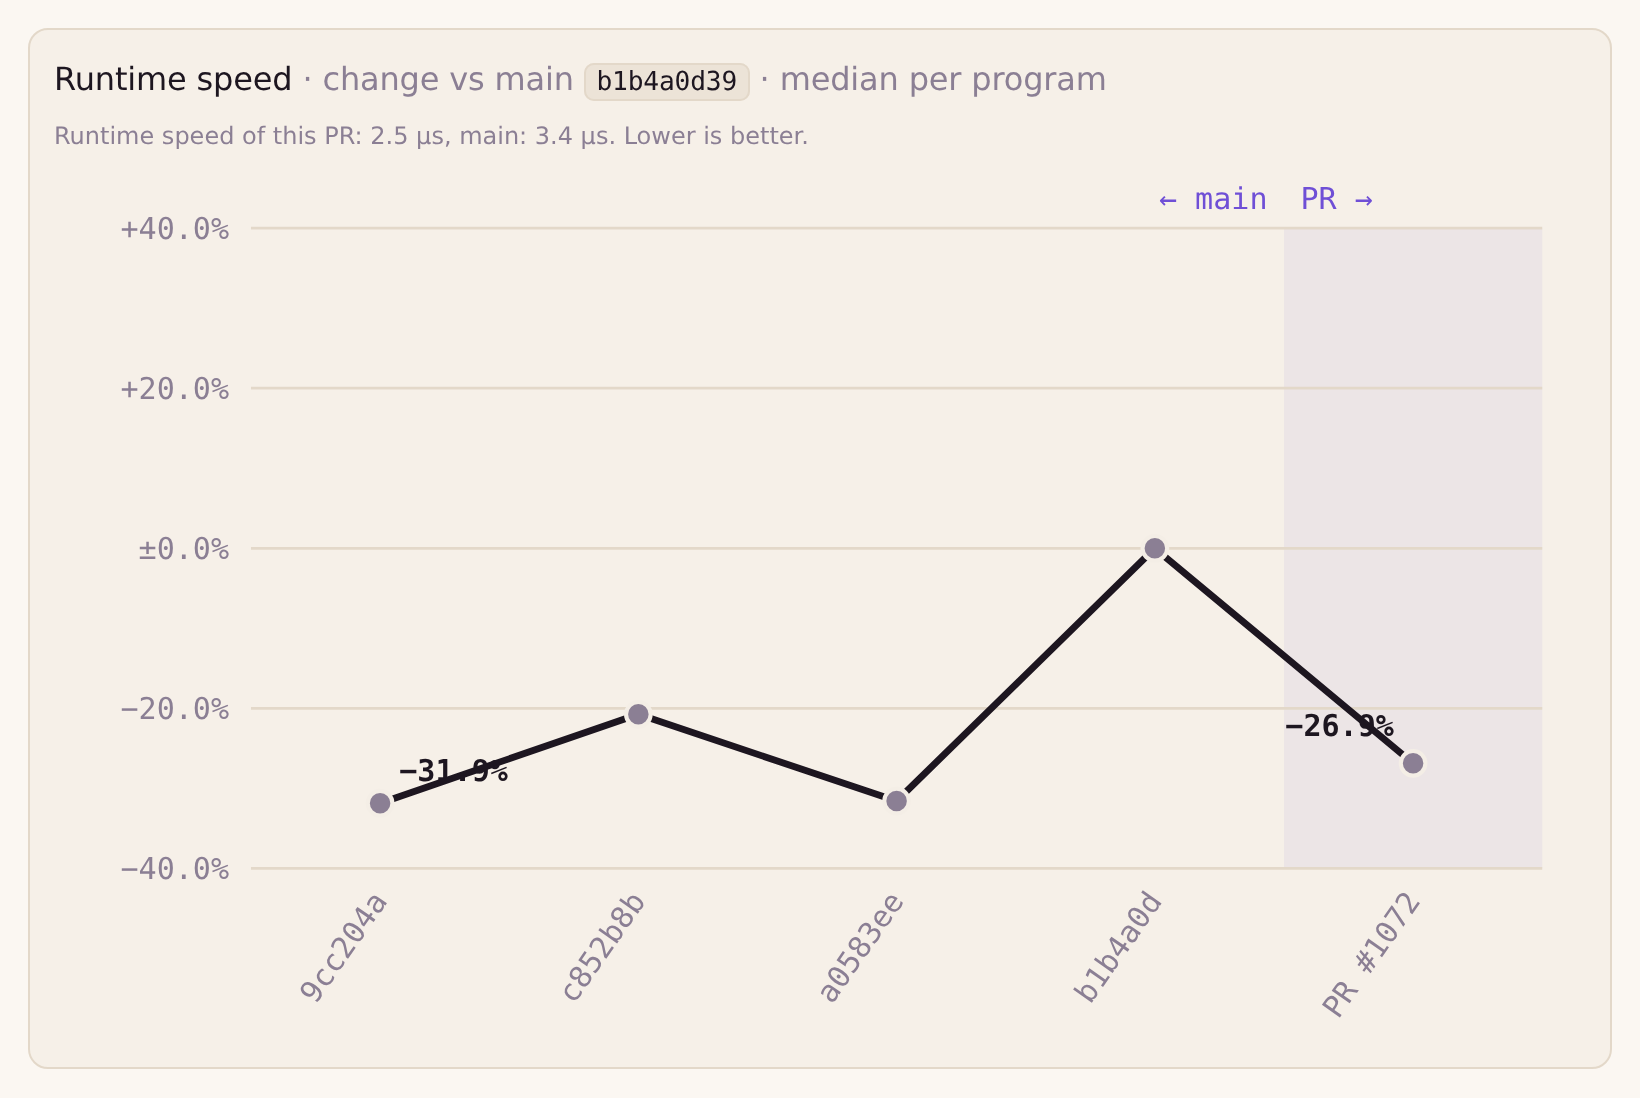 Runtime speed · change vs main b1b4a0d39 · median per program
Runtime speed of this PR: 2.5 µs, main: 3.4 µs. Lower is better.
← main PR →
+40.0%
+20.0%
±0.0%
−20.0%
−26.9%
−31.9%
−40.0%
9cc204a
c852b8b
a0583ee
b1b4a0d
PR #1072